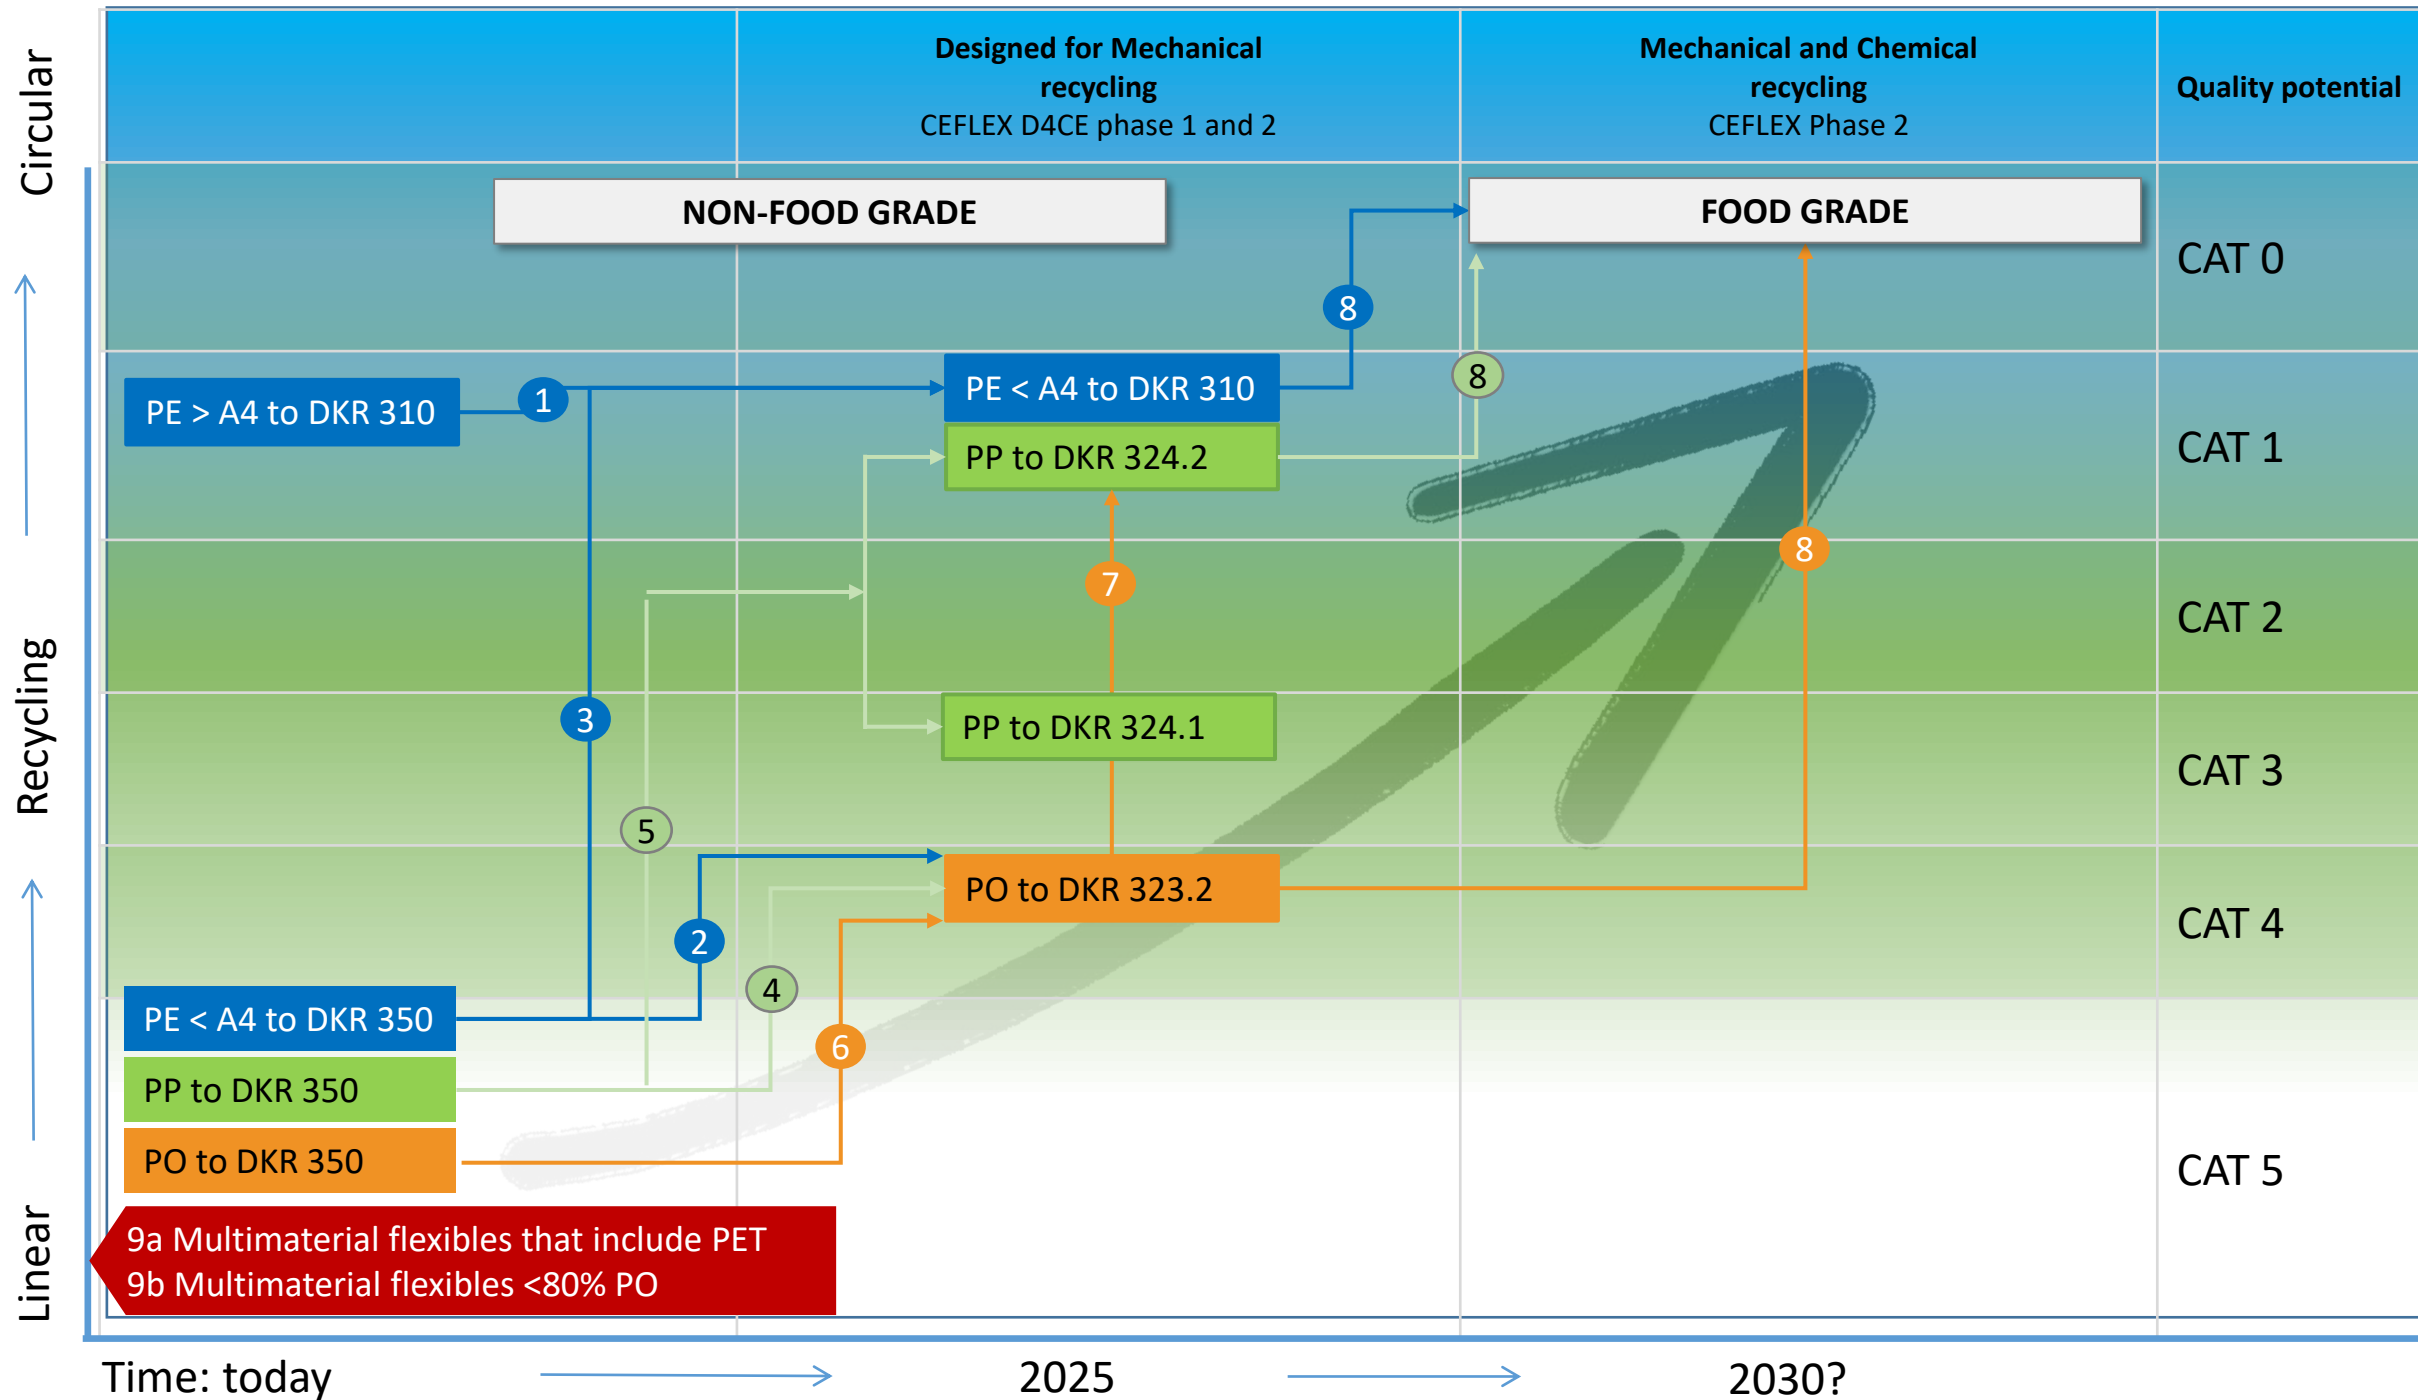 Designed for Mechanical
recycling
CEFLEX D4CE phase 1 and 2
Mechanical and Chemical
recycling
CEFLEX Phase 2
Quality potential
Circular
Recycling
Linear
NON-FOOD GRADE
FOOD GRADE
CAT 0
8
PE > A4 to DKR 310
1
PE < A4 to DKR 310
8
PP to DKR 324.2
CAT 1
7
8
CAT 2
3
PP to DKR 324.1
CAT 3
5
PO to DKR 323.2
CAT 4
2
4
PE < A4 to DKR 350
6
PP to DKR 350
PO to DKR 350
CAT 5
9a Multimaterial flexibles that include PET
9b Multimaterial flexibles <80% PO
Time: today
2025
2030?